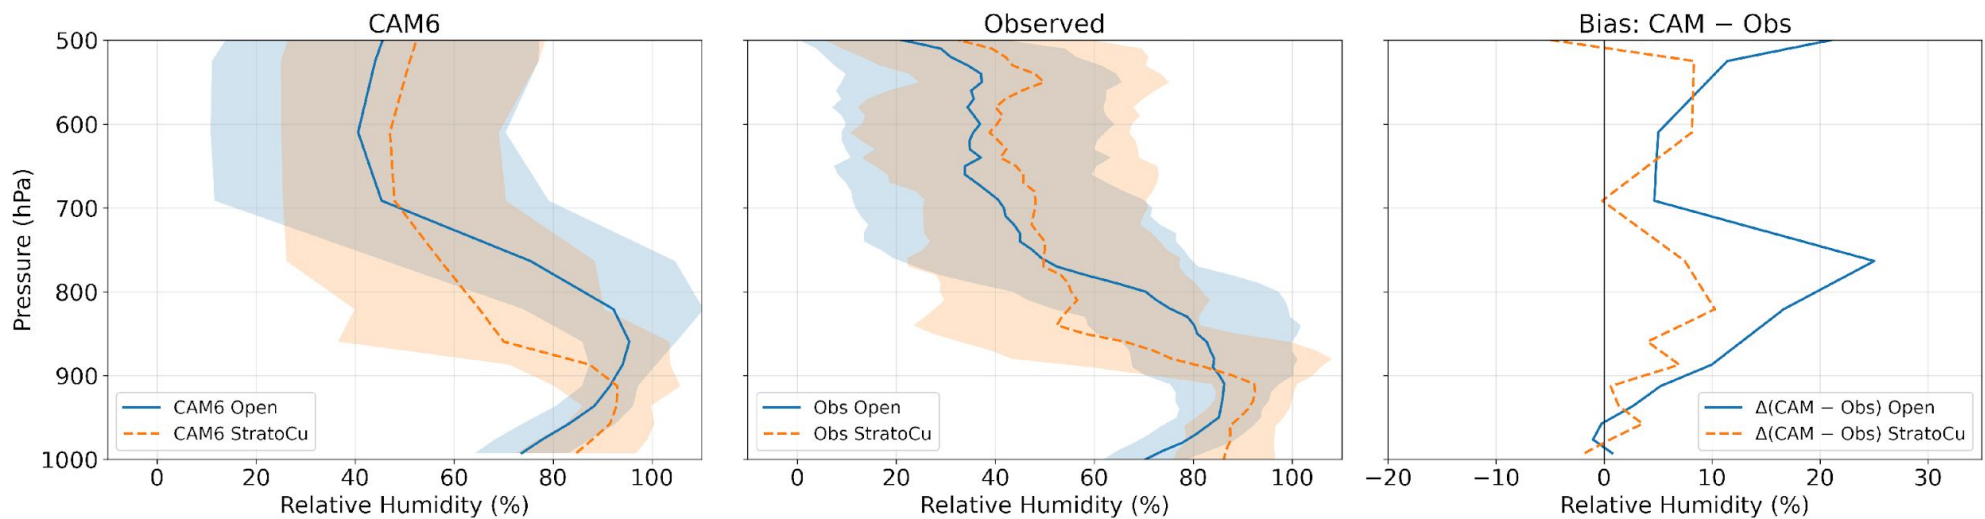 CAM6
Observed
Bias: CAM − Obs
Pressure (hPa)
500
600
700
800
900
1000
CAM6 Open
CAM6 StratoCu
0 20 40 60 80 100
Relative Humidity (%)
Obs Open
Obs StratoCu
0 20 40 60 80 100
Relative Humidity (%)
Δ(CAM − Obs) Open
Δ(CAM − Obs) StratoCu
−20 −10 0 10 20 30
Relative Humidity (%)